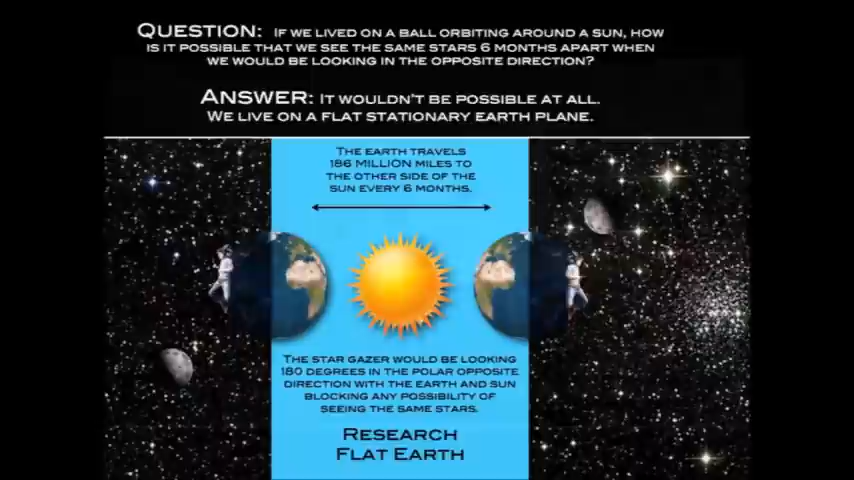 QUESTION: IF WE LIVED ON A BALL ORBITING AROUND A SUN, HOW
IS IT POSSIBLE THAT WE SEE THE SAME STARS 6 MONTHS APART WHEN
WE WOULD BE LOOKING IN THE OPPOSITE DIRECTION?
ANSWER: IT WOULDN'T BE POSSIBLE AT ALL.
WE LIVE ON A FLAT STATIONARY EARTH PLANE.
THE EARTH TRAVELS
186 MILLION MILES TO
THE OTHER SIDE OF THE
SUN EVERY 6 MONTHS.
THE STAR GAZER WOULD BE LOOKING
180 DEGREES IN THE POLAR OPPOSITE
DIRECTION WITH THE EARTH AND SUN
BLOCKING ANY POSSIBILITY OF
SEEING THE SAME STARS.
RESEARCH
FLAT EARTH